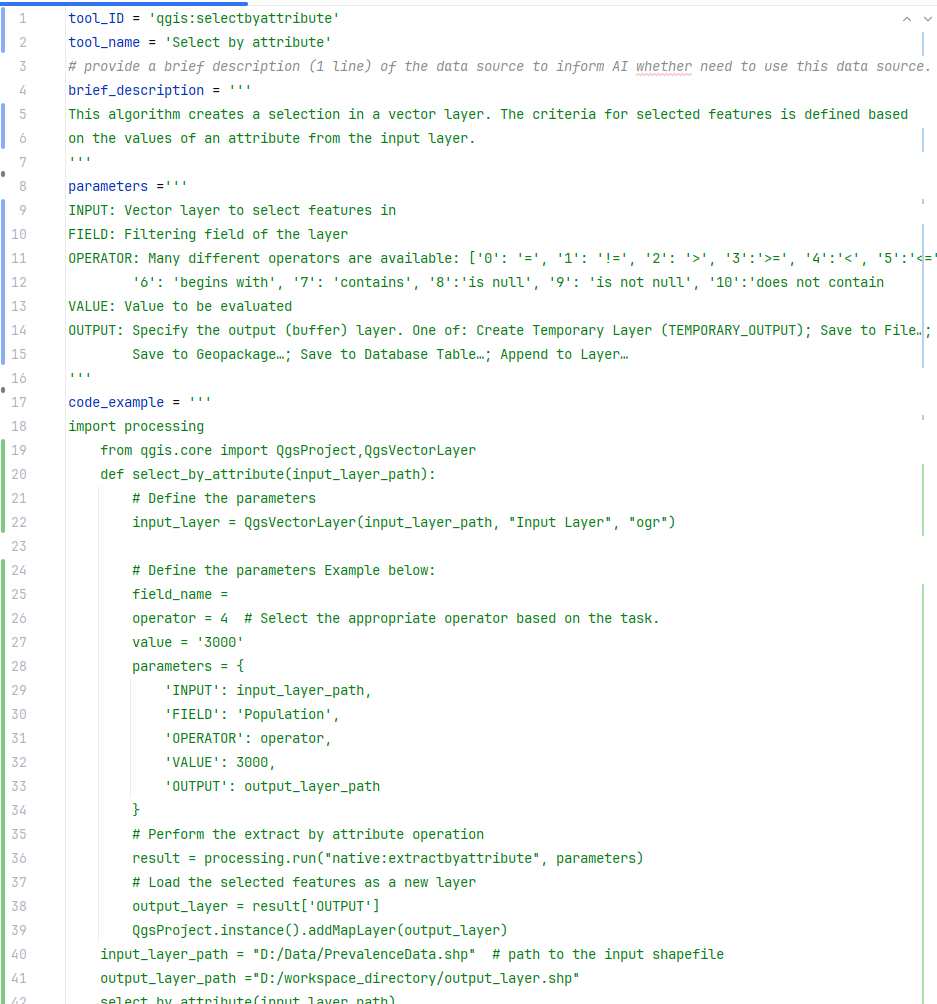 1 tool_ID = 'qgis:selectbyattribute'
2 tool_name = 'Select by attribute'
3 # provide a brief description (1 line) of the data source to inform AI whether need to use this data source.
4 brief_description = '''
5 This algorithm creates a selection in a vector layer. The criteria for selected features is defined based
6 on the values of an attribute from the input layer.
7 '''
8 parameters ='''
9 INPUT: Vector layer to select features in
10 FIELD: Filtering field of the layer
11 OPERATOR: Many different operators are available: ['0': '=', '1': '!=', '2': '>', '3':'>=', '4':'<', '5':'<='
12 '6': 'begins with', '7': 'contains', '8':'is null', '9': 'is not null', '10':'does not contain
13 VALUE: Value to be evaluated
14 OUTPUT: Specify the output (buffer) layer. One of: Create Temporary Layer (TEMPORARY_OUTPUT); Save to File…;
15 Save to Geopackage…; Save to Database Table…; Append to Layer…
16 '''
17 code_example = '''
18 import processing
19 from qgis.core import QgsProject,QgsVectorLayer
20 def select_by_attribute(input_layer_path):
21 # Define the parameters
22 input_layer = QgsVectorLayer(input_layer_path, "Input Layer", "ogr")
23
24 # Define the parameters Example below:
25 field_name =
26 operator = 4  # Select the appropriate operator based on the task.
27 value = '3000'
28 parameters = {
29 'INPUT': input_layer_path,
30 'FIELD': 'Population',
31 'OPERATOR': operator,
32 'VALUE': 3000,
33 'OUTPUT': output_layer_path
34 }
35 # Perform the extract by attribute operation
36 result = processing.run("native:extractbyattribute", parameters)
37 # Load the selected features as a new layer
38 output_layer = result['OUTPUT']
39 QgsProject.instance().addMapLayer(output_layer)
40 input_layer_path = "D:/Data/PrevalenceData.shp"  # path to the input shapefile
41 output_layer_path ="D:/workspace_directory/output_layer.shp"
42 select_by_attribute(input_layer_path)